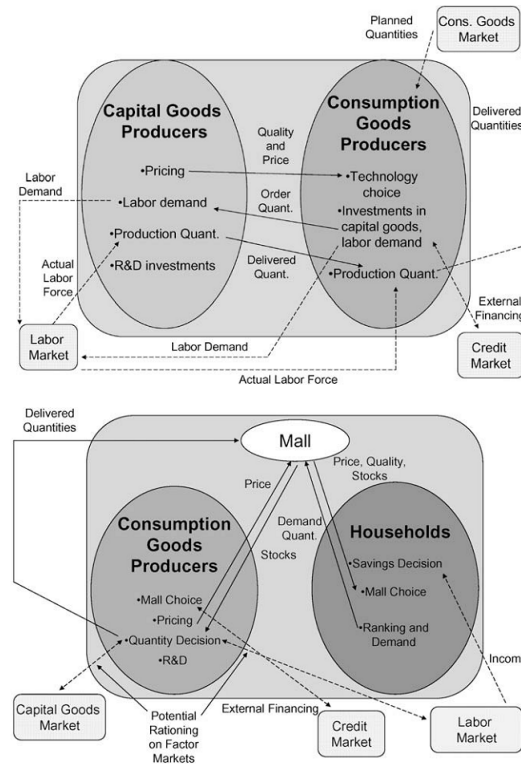 Planned
Quantities
Cons. Goods
Market
Capital Goods
Producers
Consumption
Goods
Producers
Delivered
Quantities
Quality
and
Price
•Pricing
•Technology
choice
Labor
Demand
•Labor demand
Order
Quant.
•Investments in
capital goods,
labor demand
•Production Quant.
Actual
Labor
Force
•R&D investments
Delivered
Quant.
•Production Quant.
External
Financing
Labor
Market
Labor Demand
Credit
Market
Actual Labor Force
Delivered
Quantities
Mall
Price
Price, Quality,
Stocks
Consumption
Goods
Producers
Demand
Quant.
Stocks
Households
•Savings Decision
•Mall Choice
•Mall Choice
•Pricing
•Quantity Decision
•R&D
•Ranking and
Demand
Capital Goods
Market
Potential
Rationing
on Factor
Markets
External Financing
Credit
Market
Labor
Market